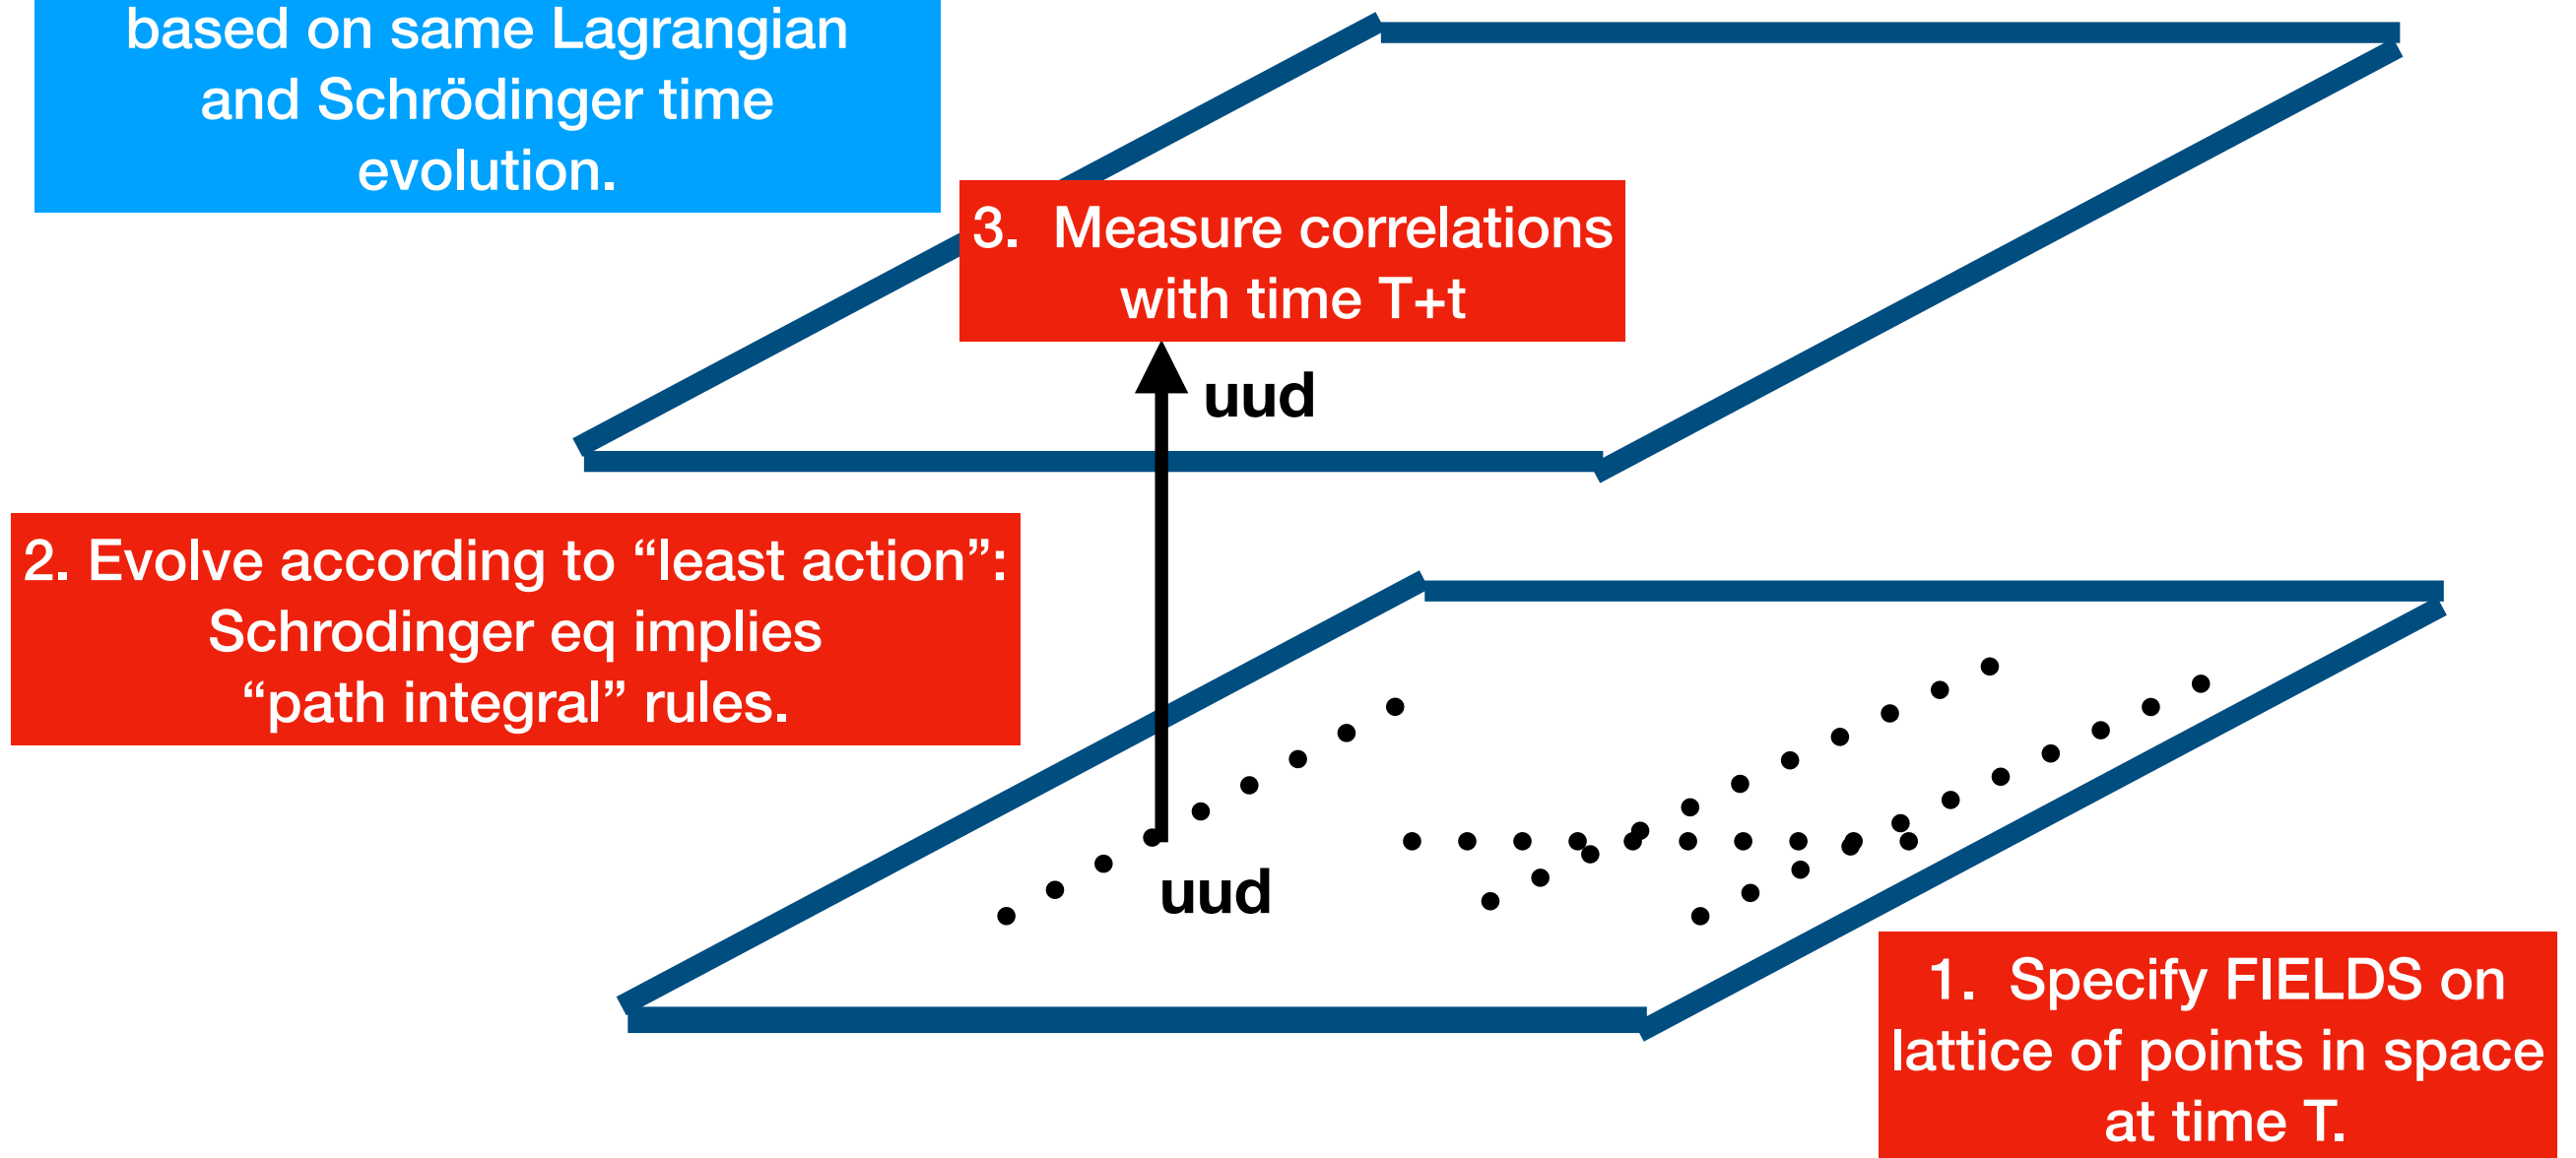 based on same Lagrangian
and Schrödinger time
evolution.
3. Measure correlations
with time T+t
uud
2. Evolve according to “least action”:
Schrodinger eq implies
“path integral” rules.
uud
1. Specify FIELDS on
lattice of points in space
at time T.